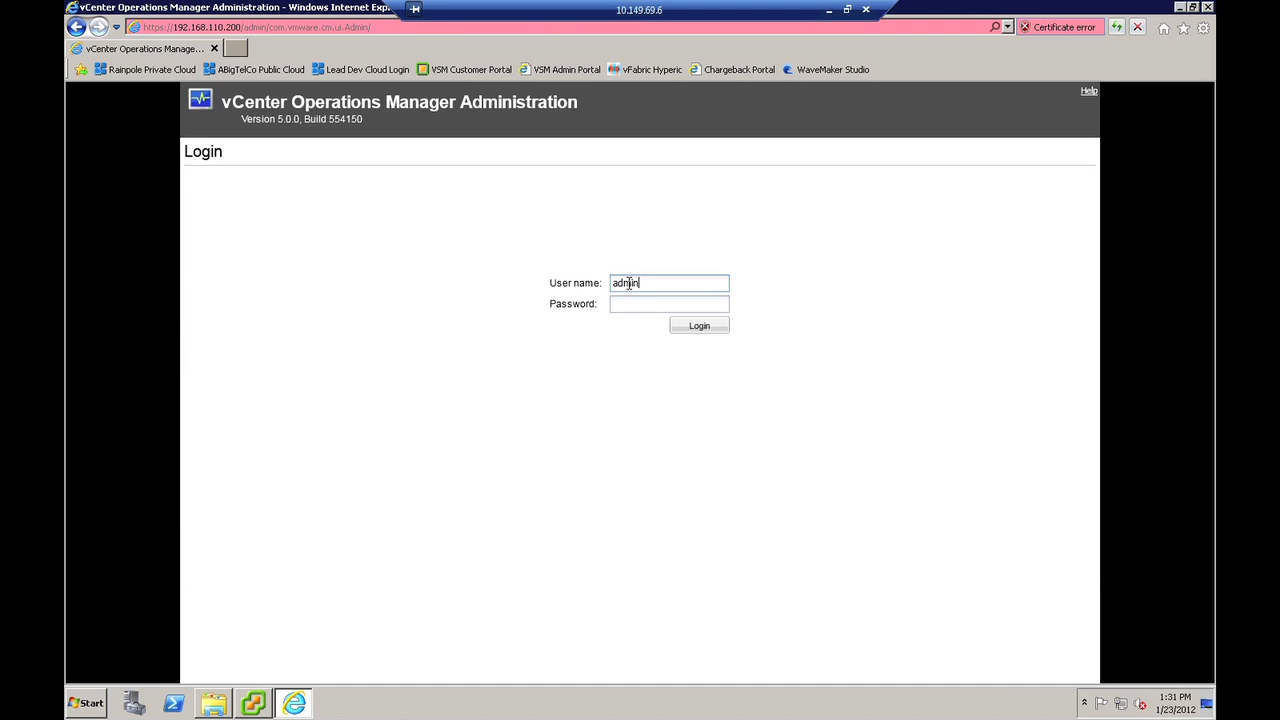 vCenter Operations Manager Administration - Windows Internet Exp
10.149.69.6
https://192.168.110.200/admin/com.vmware.cm.ui.Admin/
Certificate error
vCenter Operations Manage...
Rainpole Private Cloud ABigTelCo Public Cloud Lead Dev Cloud Login VSM Customer Portal VSM Admin Portal vFabric Hyperic Chargeback Portal WaveMaker Studio
vCenter Operations Manager Administration
Help
Version 5.0.0, Build 554150
Login
User name: admin
Password:
Login
Start
1:31 PM
1/23/2012